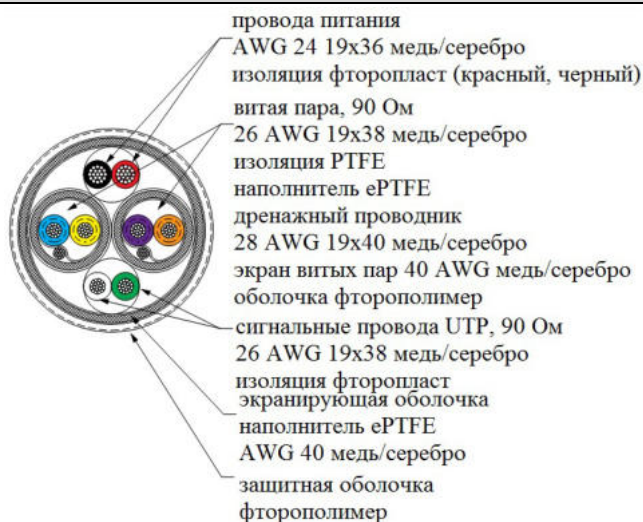 провода питания
AWG 24 19x36 медь/серебро
изоляция фторопласт (красный, черный)
витая пара, 90 Ом
26 AWG 19x38 медь/серебро
изоляция PTFE
наполнитель ePTFE
дренажный проводник
28 AWG 19x40 медь/серебро
экран витых пар 40 AWG медь/серебро
оболочка фторополимер
сигнальные провода UTP, 90 Ом
26 AWG 19x38 медь/серебро
изоляция фторопласт
экранирующая оболочка
наполнитель ePTFE
AWG 40 медь/серебро
защитная оболочка
фторополимер